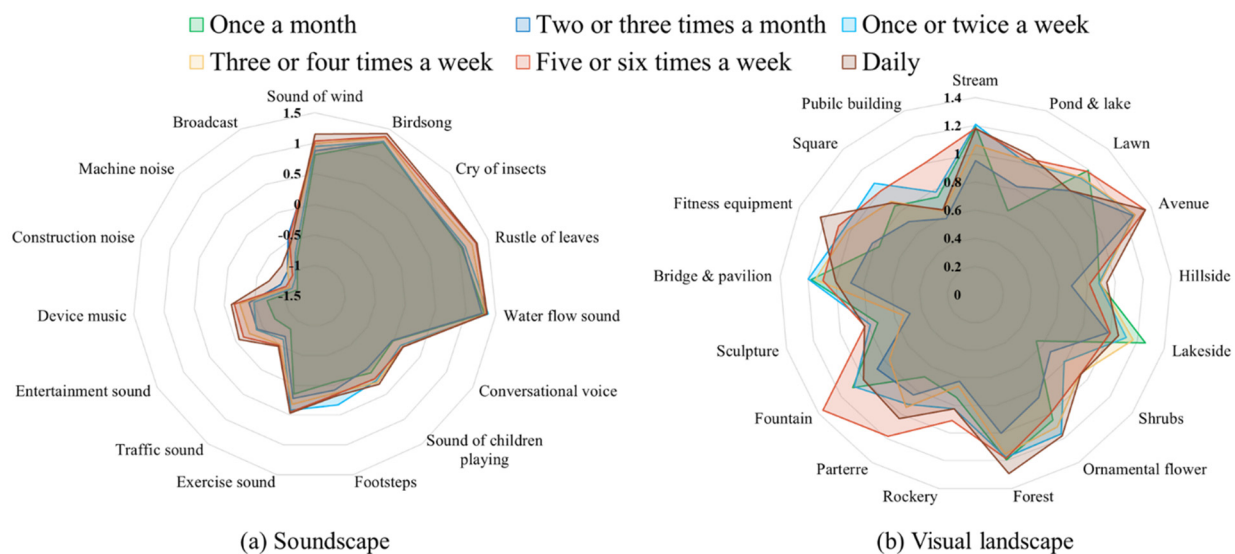 Once a month
Two or three times a month
Once or twice a week
Three or four times a week
Five or six times a week
Daily
Sound of wind
Birdsong
Cry of insects
Rustle of leaves
Water flow sound
Conversational voice
Sound of children
playing
Footsteps
Exercise sound
Traffic sound
Entertainment sound
Device music
Construction noise
Machine noise
Broadcast
1.5
1
0.5
0
-0.5
-1
-1.5
(a) Soundscape
Stream
Pond & lake
Lawn
Avenue
Hillside
Lakeside
Shrubs
Ornamental flower
Forest
Rockery
Parterre
Fountain
Sculpture
Bridge & pavilion
Fitness equipment
Square
Pubilc building
1.4
1.2
1
0.8
0.6
0.4
0.2
0
(b) Visual landscape